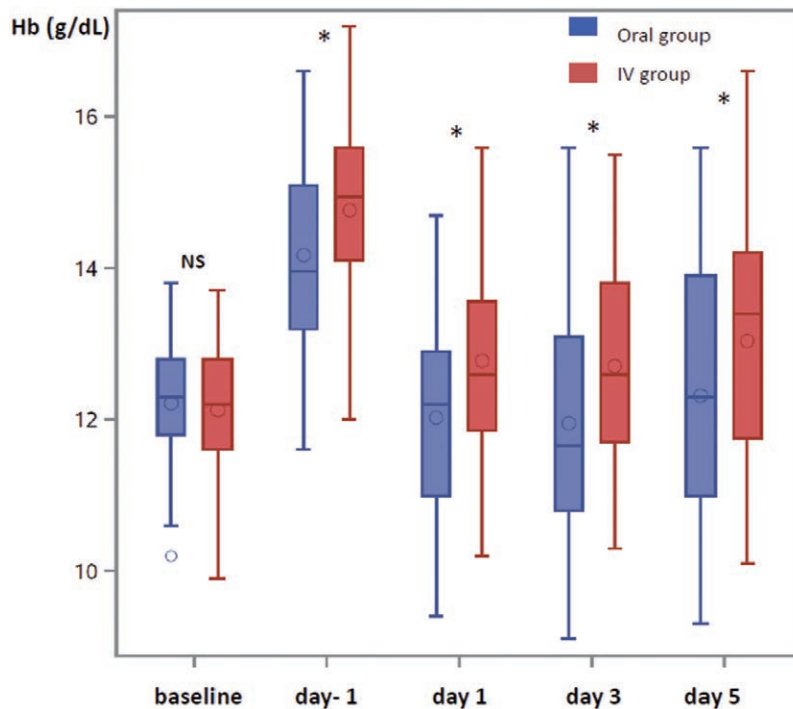 Hb (g/dL)
Oral group
IV group
*
*
*
*
NS
16
14
12
10
baseline
day- 1
day 1
day 3
day 5